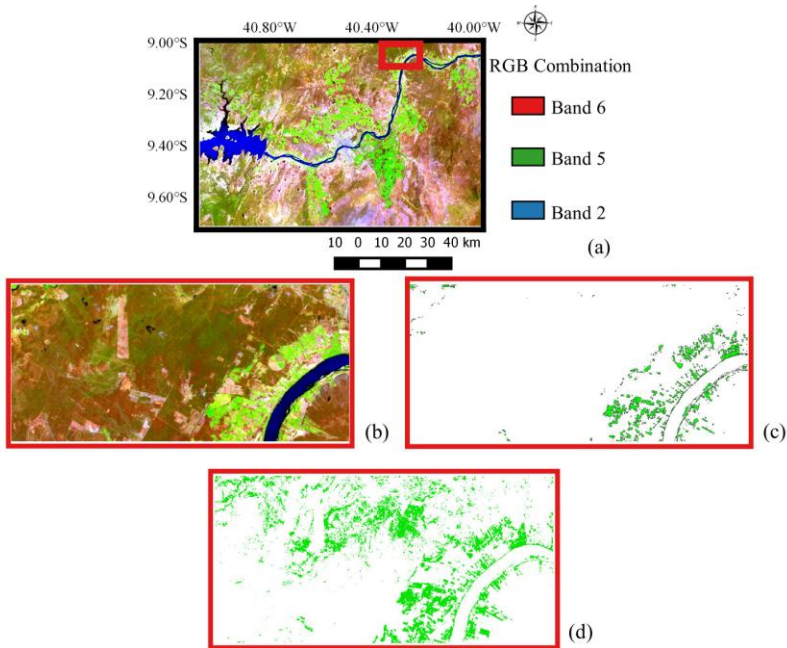 40.80°W 40.40°W 40.00°W
9.00°S
9.20°S
9.40°S
9.60°S
RGB Combination
Band 6
Band 5
Band 2
(a)
10 0 10 20 30 40 km
(b)
(c)
(d)